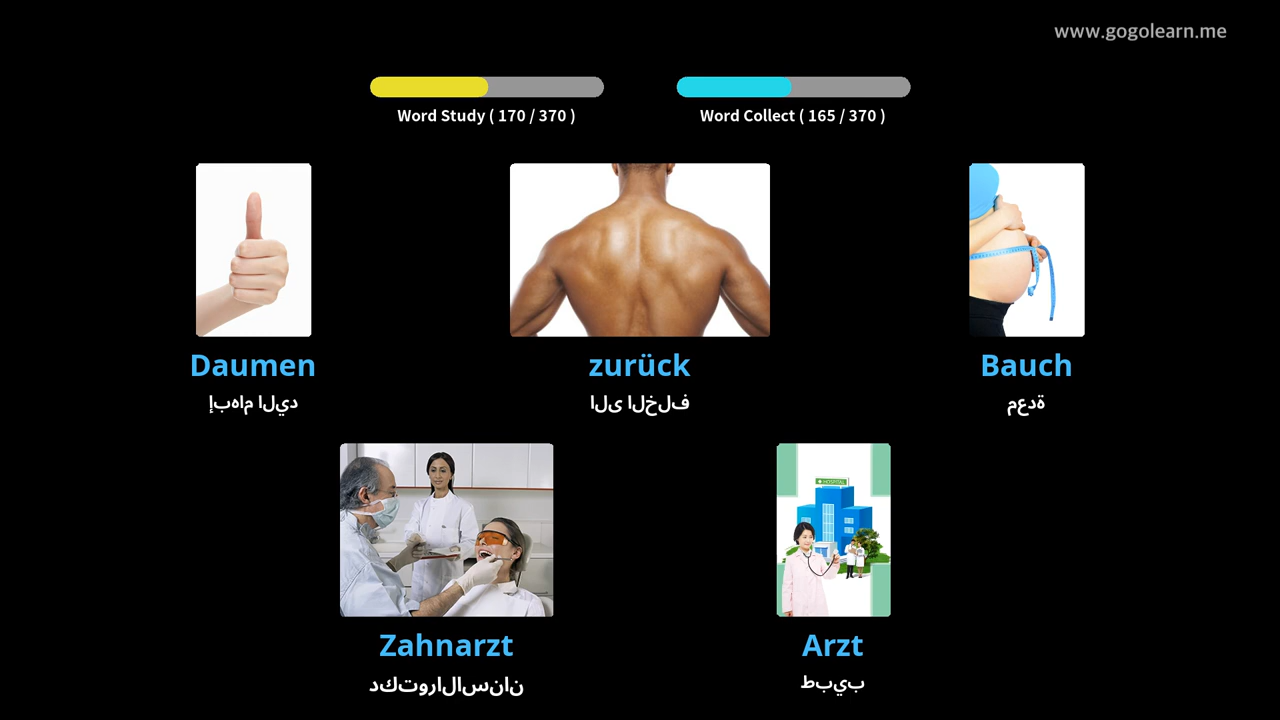 www.gogolearn.me
Word Study ( 170 / 370 )
Word Collect ( 165 / 370 )
Daumen
إبهام اليد
zurück
الى الخلف
Bauch
معدة
HOSPITAL
Zahnarzt
دكتورالاسنان
Arzt
طبيب